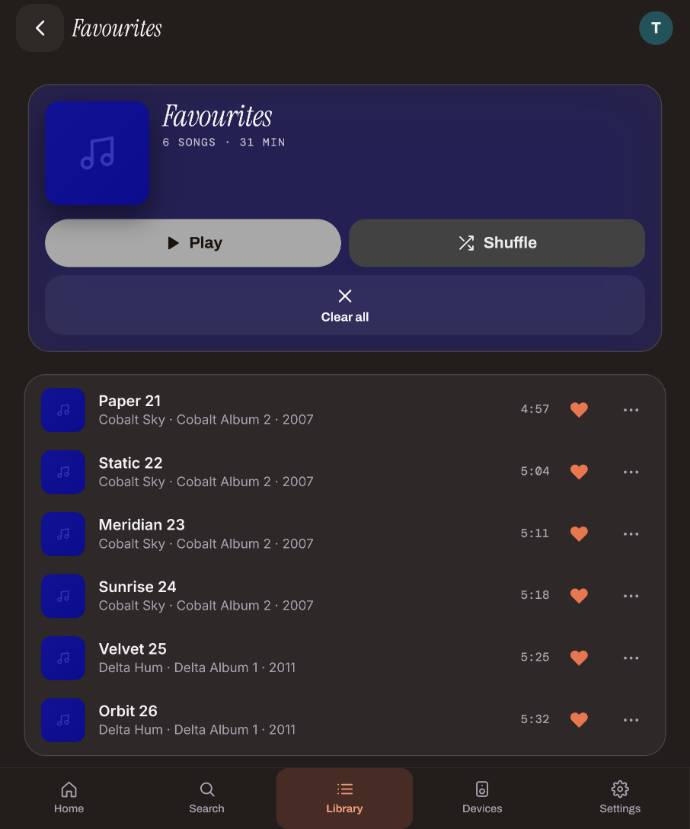 Favourites
T
Favourites
6 SONGS · 31 MIN
Play
Shuffle
Clear all
Paper 21
Cobalt Sky · Cobalt Album 2 · 2007
4:57
Static 22
Cobalt Sky · Cobalt Album 2 · 2007
5:04
Meridian 23
Cobalt Sky · Cobalt Album 2 · 2007
5:11
Sunrise 24
Cobalt Sky · Cobalt Album 2 · 2007
5:18
Velvet 25
Delta Hum · Delta Album 1 · 2011
5:25
Orbit 26
Delta Hum · Delta Album 1 · 2011
5:32
Home
Search
Library
Devices
Settings